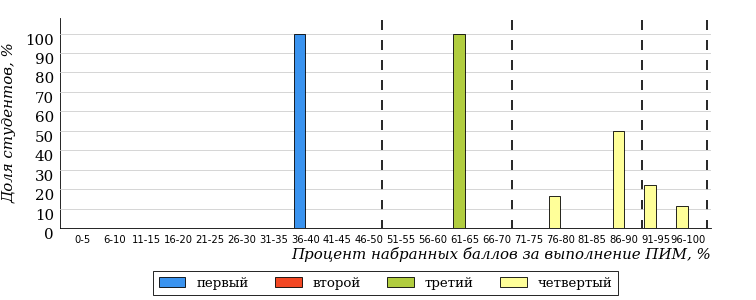 Доля студентов, %
100
90
80
70
60
50
40
30
20
10
0
0-5 6-10 11-15 16-20 21-25 26-30 31-35 36-40 41-45 46-50 51-55 56-60 61-65 66-70 71-75 76-80 81-85 86-90 91-95 96-100
Процент набранных баллов за выполнение ПИМ, %
первый второй третий четвертый